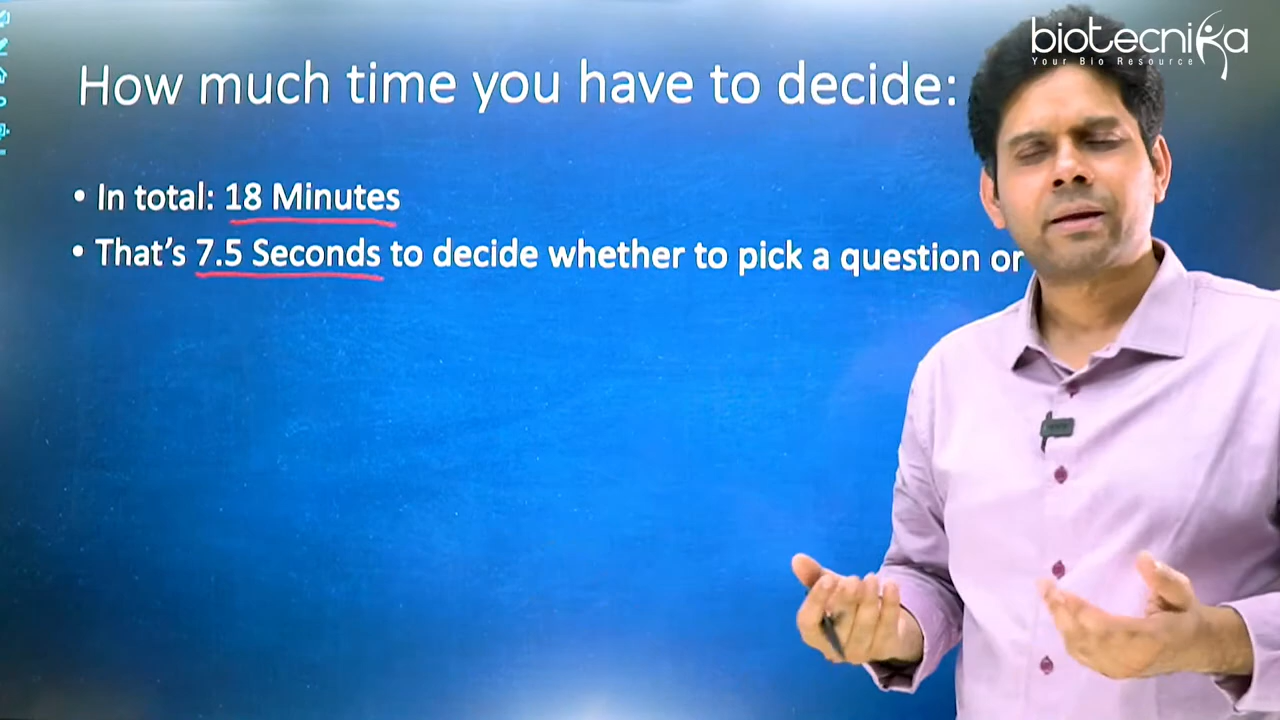 biotecnika
Your Bio Resource
How much time you have to decide:
• In total: 18 Minutes
• That's 7.5 Seconds to decide whether to pick a question or